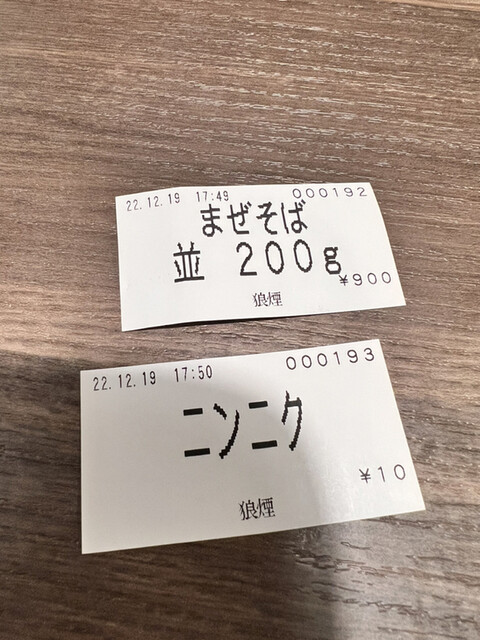 22.12.19 17:49 000192
まぜそば
並 200g
¥900
狼煙
22.12.19 17:50 000193
ニンニク
¥10
狼煙